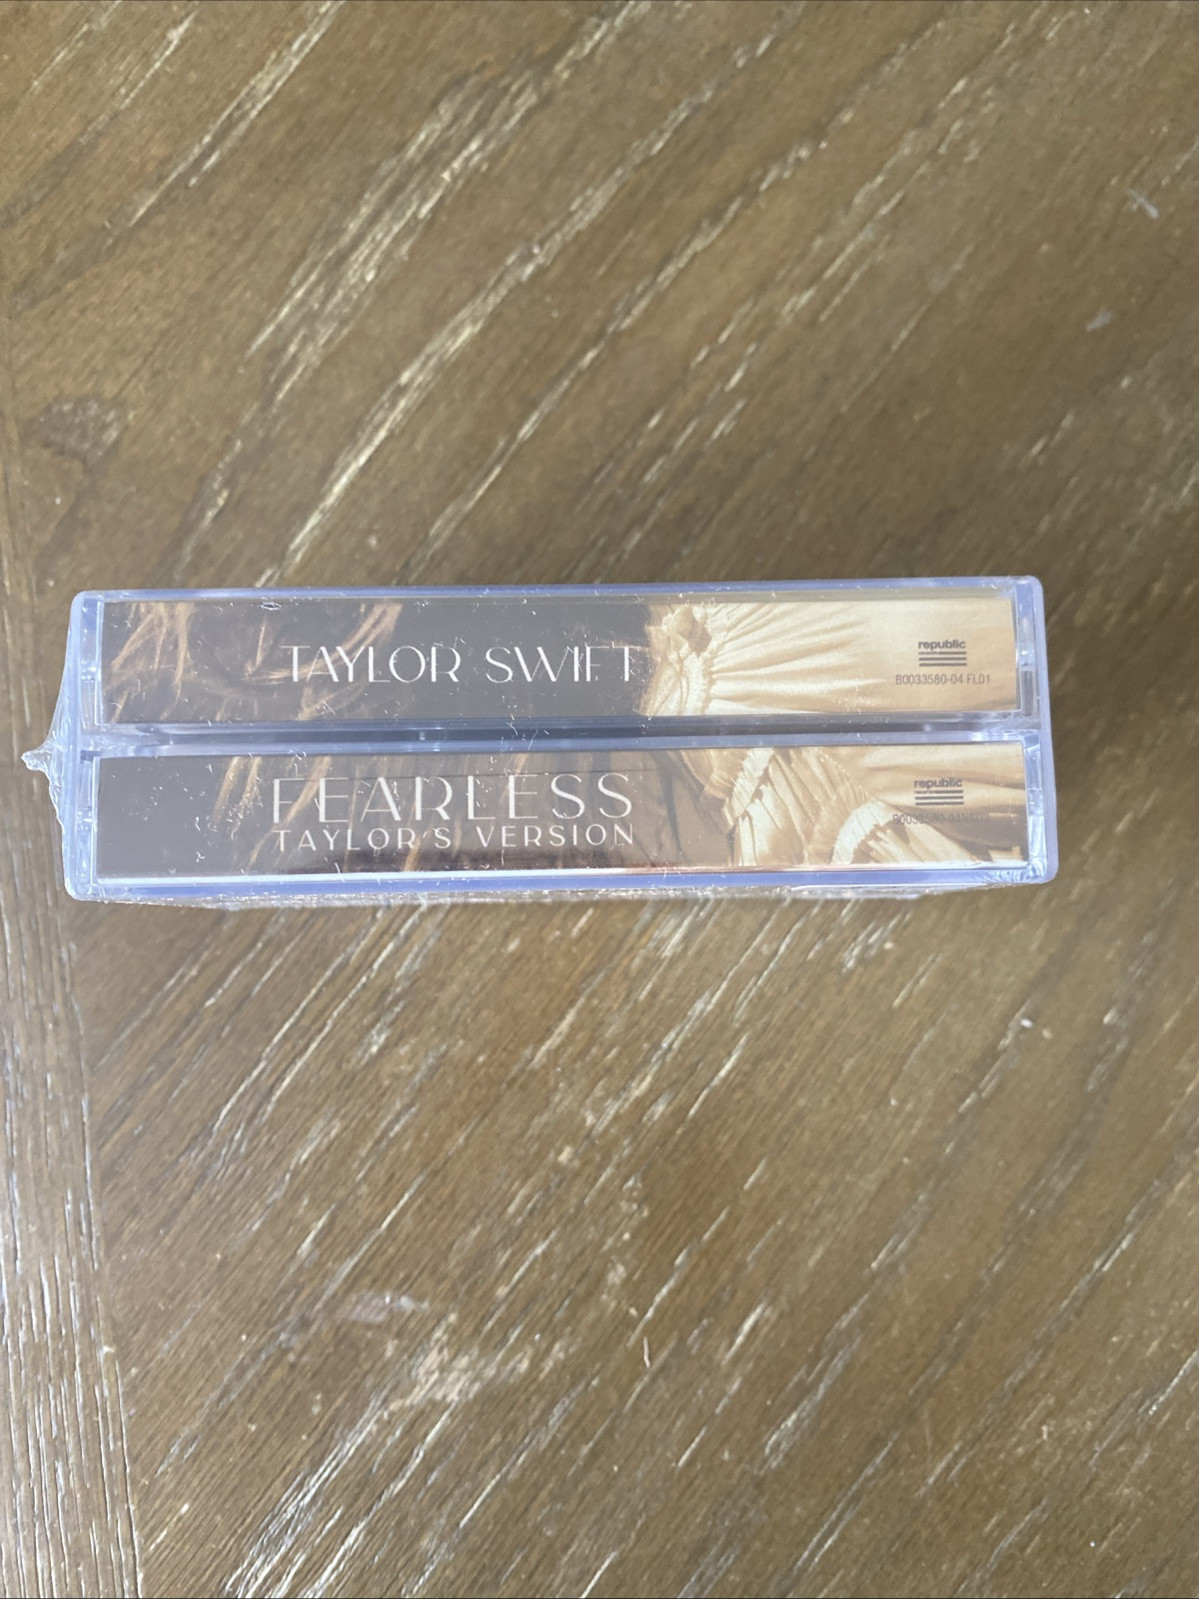 TAYLOR SWIFT
republic
B0033580-04 FL01
FEARLESS
TAYLOR'S VERSION
republic